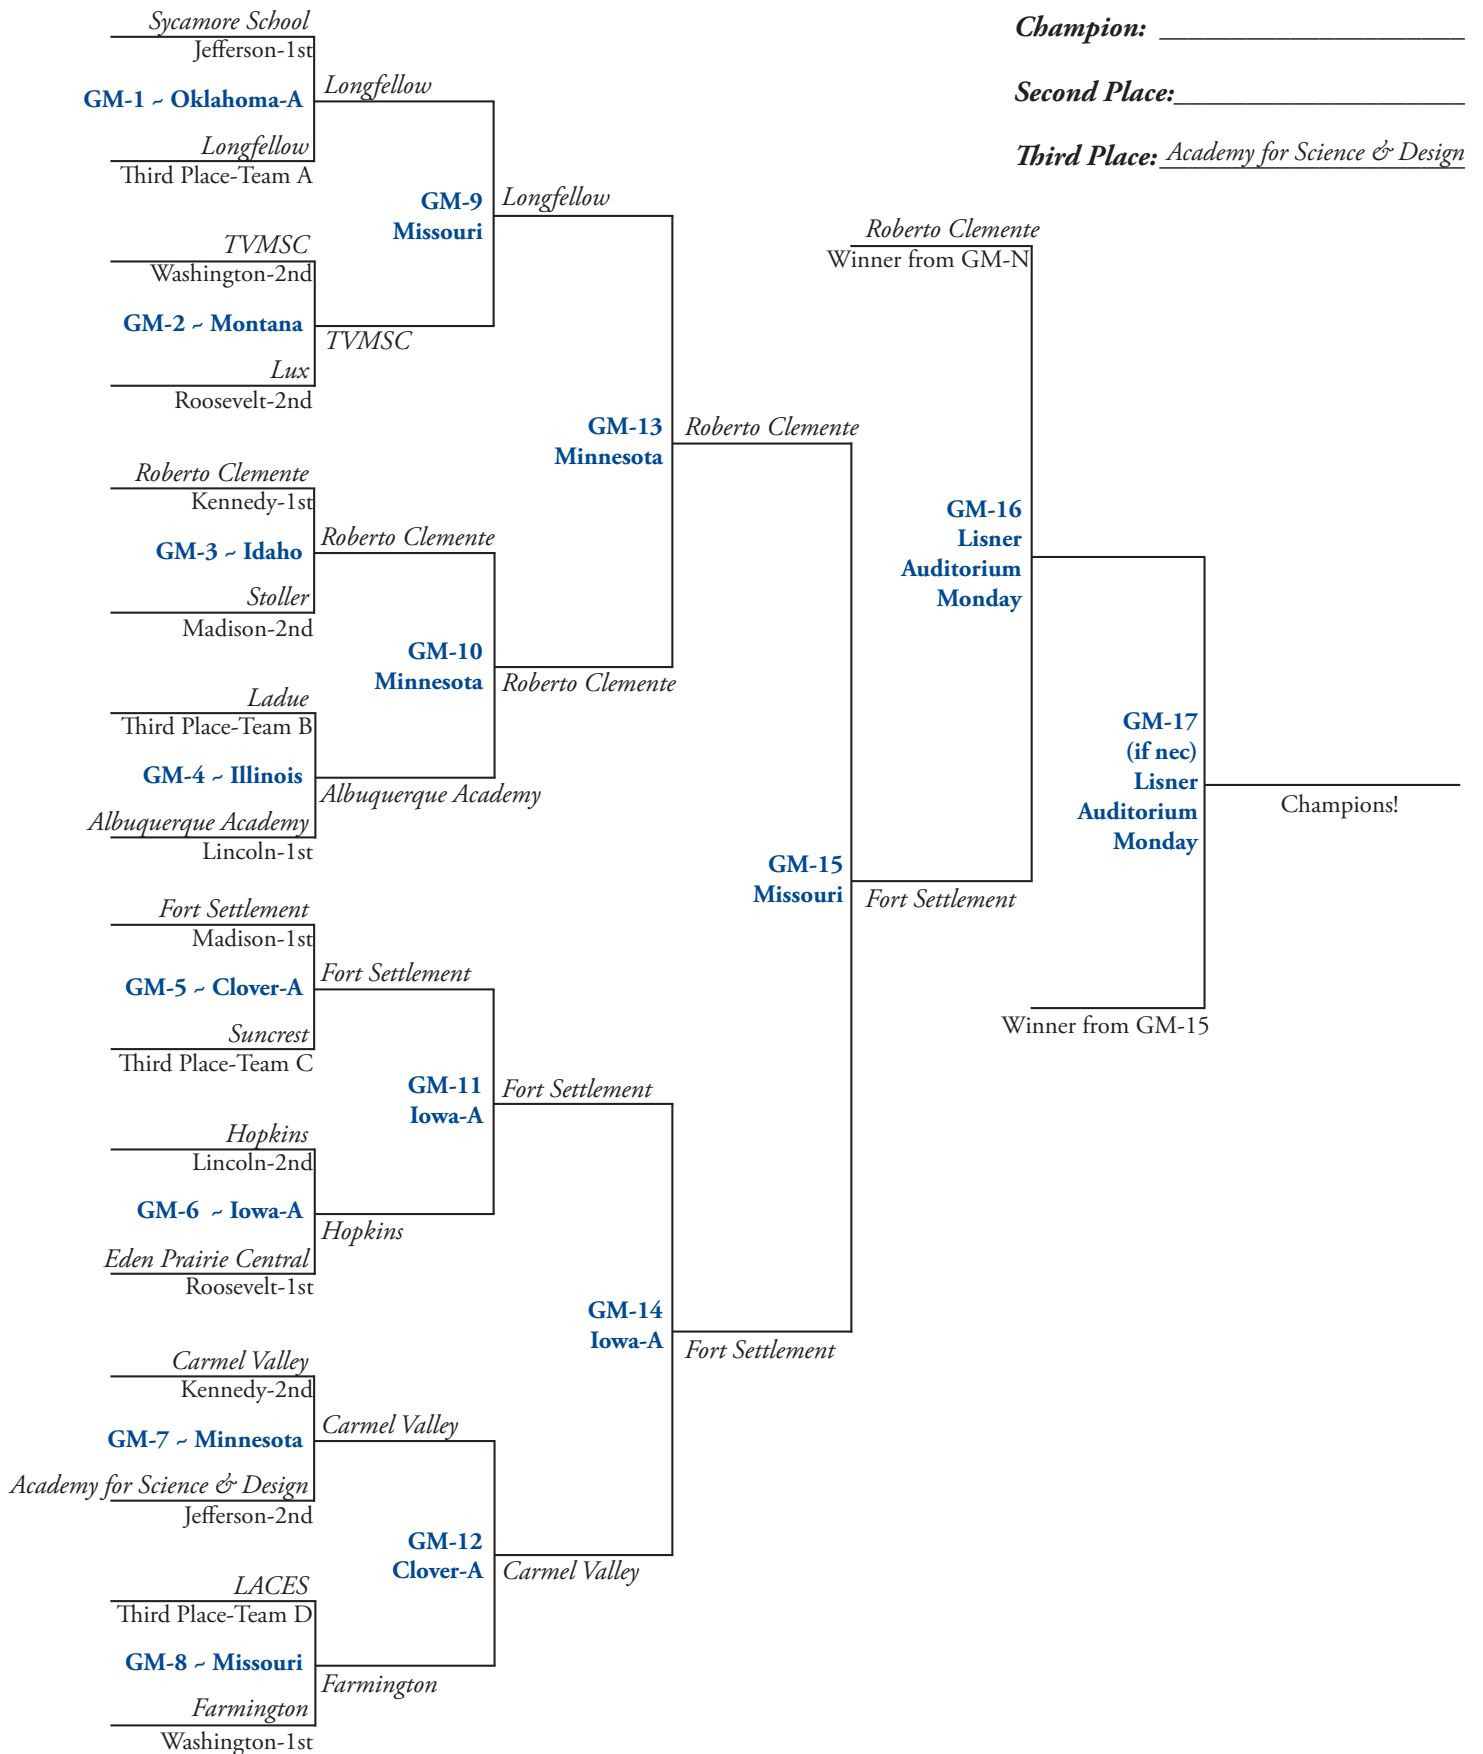 Champion:
Second Place:
Third Place: Academy for Science & Design
Sycamore School
Jefferson-1st
GM-1 ~ Oklahoma-A
Longfellow
Third Place-Team A
TVMSC
Washington-2nd
GM-2 ~ Montana
Lux
Roosevelt-2nd
Roberto Clemente
Kennedy-1st
GM-3 ~ Idaho
Stoller
Madison-2nd
Ladue
Third Place-Team B
GM-4 ~ Illinois
Albuquerque Academy
Lincoln-1st
Fort Settlement
Madison-1st
GM-5 ~ Clover-A
Suncrest
Third Place-Team C
Hopkins
Lincoln-2nd
GM-6 ~ Iowa-A
Eden Prairie Central
Roosevelt-1st
Carmel Valley
Kennedy-2nd
GM-7 ~ Minnesota
Academy for Science & Design
Jefferson-2nd
LACES
Third Place-Team D
GM-8 ~ Missouri
Farmington
Washington-1st
Longfellow
GM-9
Missouri
TVMSC
Roberto Clemente
GM-10
Minnesota
Albuquerque Academy
Fort Settlement
GM-11
Iowa-A
Hopkins
Carmel Valley
GM-12
Clover-A
Farmington
Longfellow
GM-13
Minnesota
Roberto Clemente
Fort Settlement
GM-14
Iowa-A
Carmel Valley
Roberto Clemente
GM-15
Missouri
Fort Settlement
Roberto Clemente
Winner from GM-N
GM-16
Lisner
Auditorium
Monday
Fort Settlement
GM-17
(if nec)
Lisner
Auditorium
Monday
Winner from GM-15
Champions!